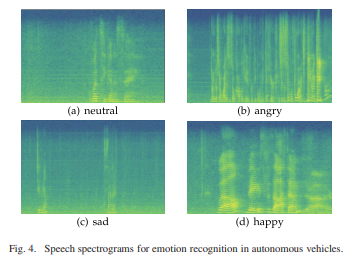 (a) neutral
(b) angry
(c) sad
(d) happy
Fig. 4. Speech spectrograms for emotion recognition in autonomous vehicles.